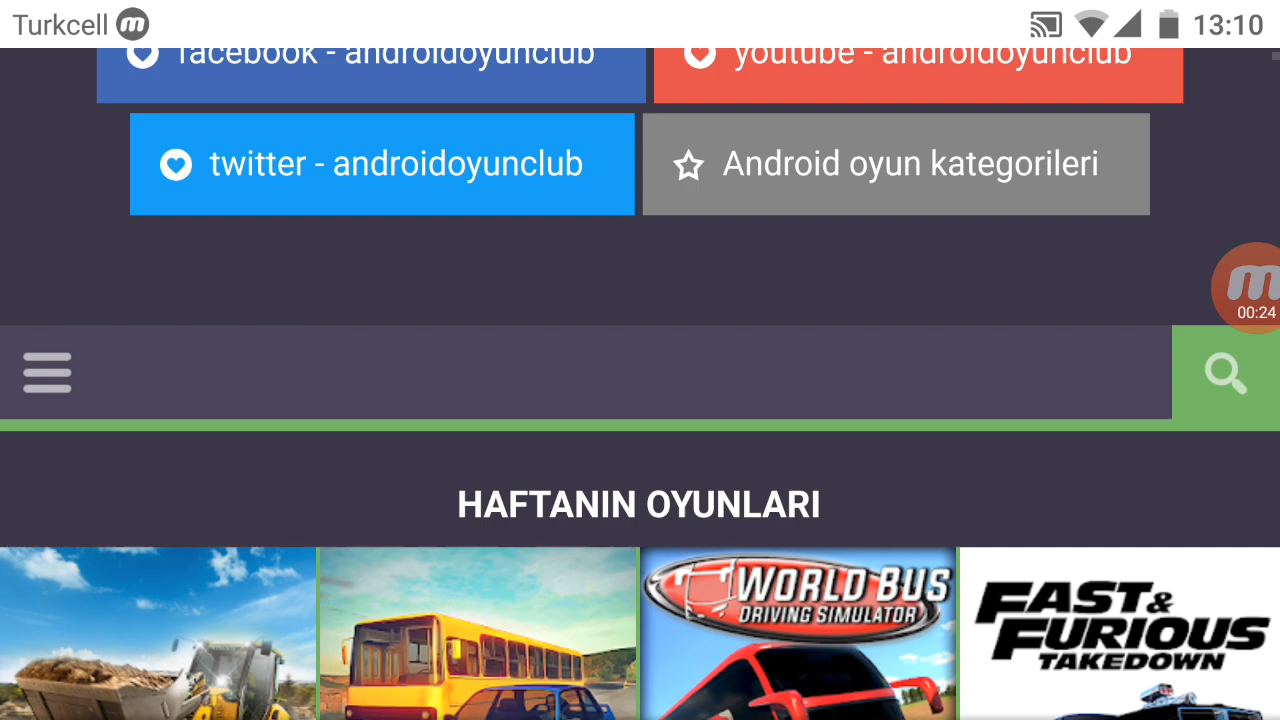 Turkcell
13:10
facebook - androidoyunclub
youtube - androidoyunclub
twitter - androidoyunclub
Android oyun kategorileri
00:24
HAFTANIN OYUNLARI
WORLD BUS
DRIVING SIMULATOR
FAST &
FURIOUS
TAKEDOWN